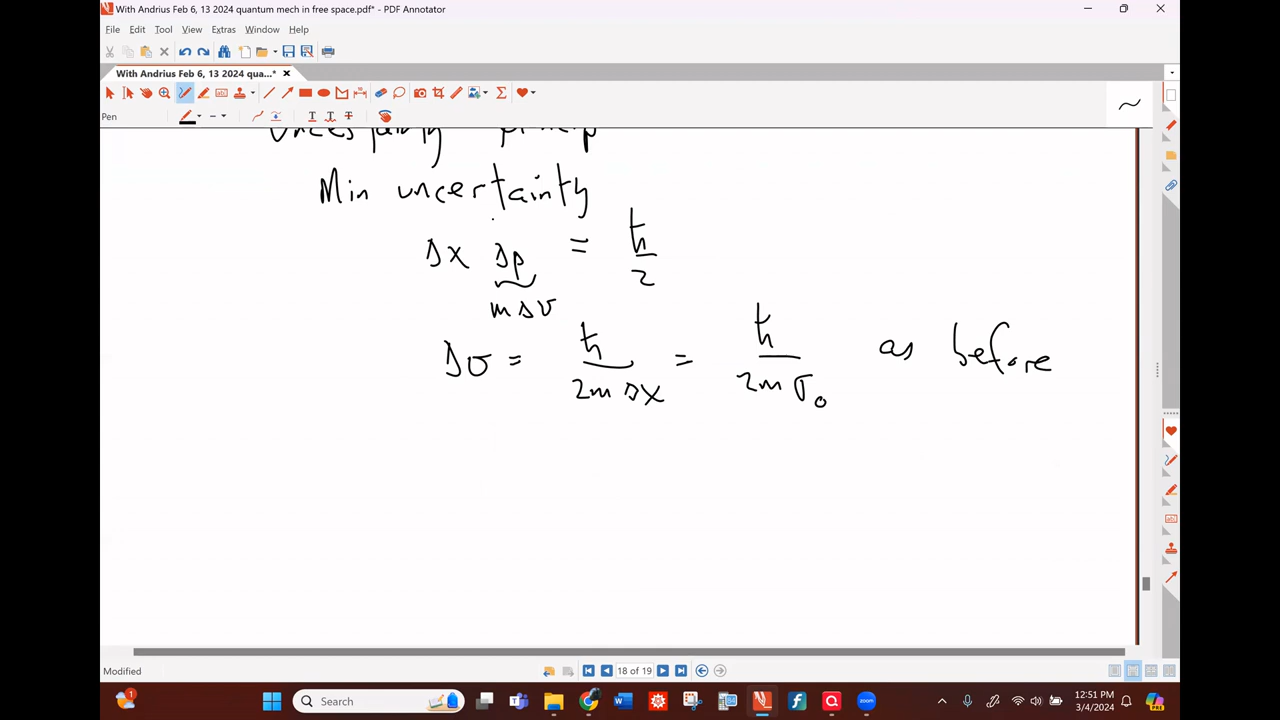 With Andrius Feb 6, 13 2024 quantum mech in free space.pdf* - PDF Annotator
File Edit Tool View Extras Window Help
With Andrius Feb 6, 13 2024 qua...*
Pen
Min uncertainty
Δx Δp = ħ/2
mΔv
Δv = ħ/2mΔx = ħ/2mσ₀ as before
Modified
18 of 19
Search
12:51 PM
3/4/2024